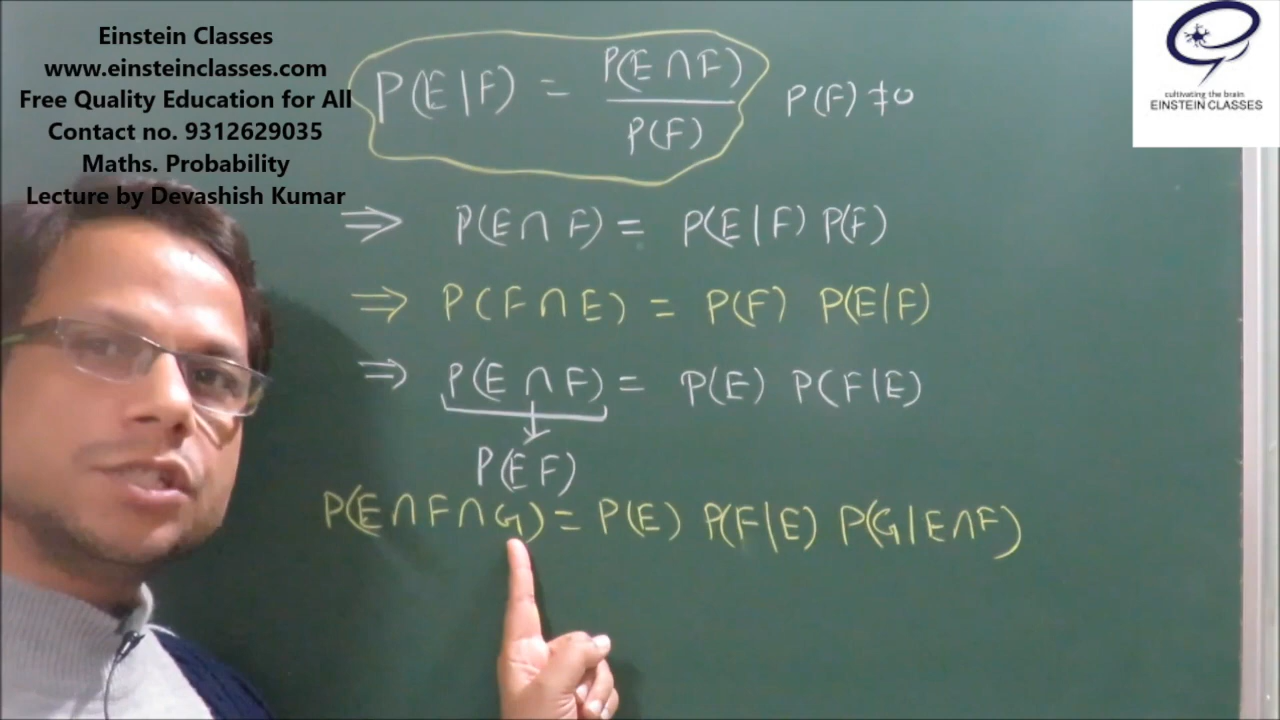 Einstein Classes
www.einsteinclasses.com
Free Quality Education for All
Contact no. 9312629035
Maths. Probability
Lecture by Devashish Kumar
cultivating the brain
EINSTEIN CLASSES
P(E|F) = P(E ∩ F) / P(F) P(F) ≠ 0
⇒ P(E ∩ F) = P(E|F) P(F)
⇒ P(F ∩ E) = P(F) P(E|F)
⇒ P(E ∩ F) = P(E) P(F|E)
P(E F)
P(E ∩ F ∩ G) = P(E) P(F|E) P(G|E ∩ F)